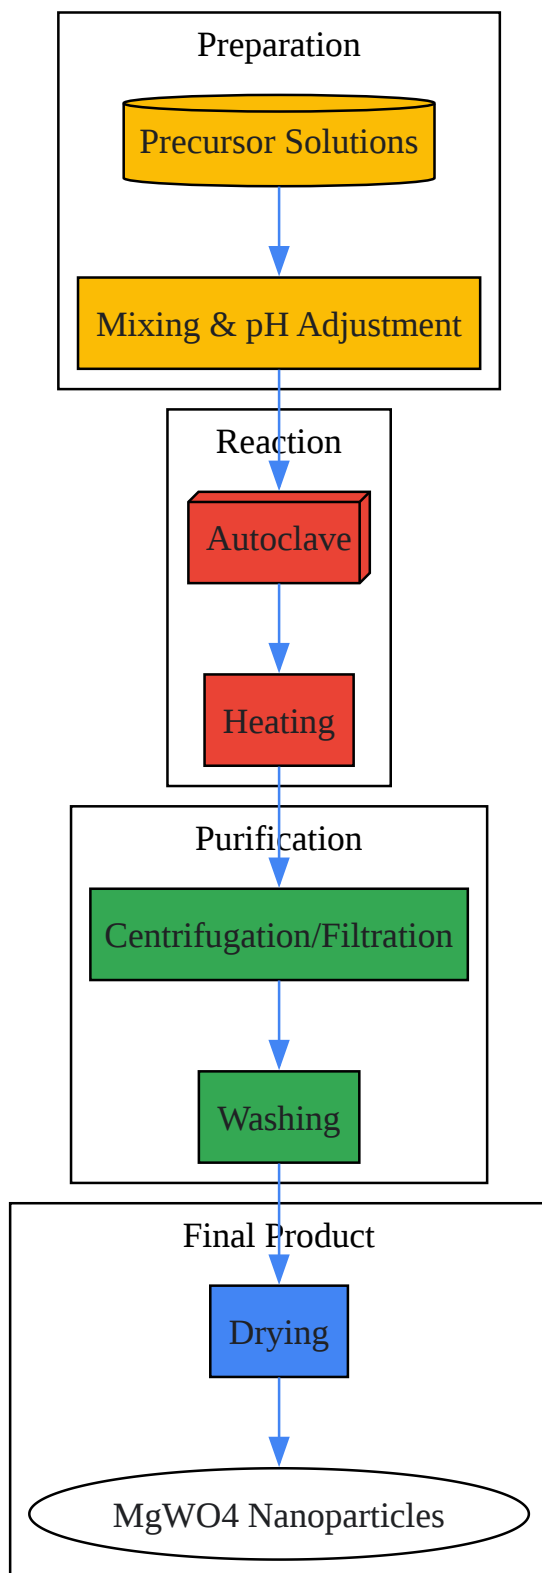 Preparation
Precursor Solutions
Mixing & pH Adjustment
Reaction
Autoclave
Heating
Purification
Centrifugation/Filtration
Washing
Final Product
Drying
MgWO4 Nanoparticles